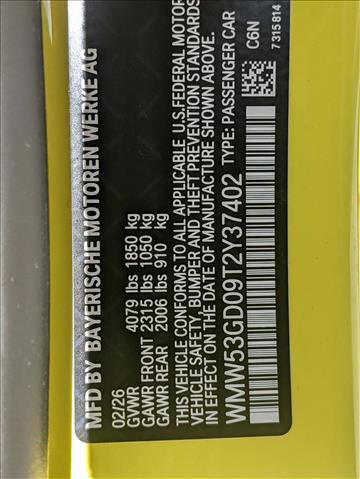 MFD BY BAYERISCHE MOTOREN WERKE AG
02/26
GVWR 4079 lbs 1850 kg
GAWR FRONT 2315 lbs 1050 kg
GAWR REAR 2006 lbs 910 kg
THIS VEHICLE CONFORMS TO ALL APPLICABLE U.S.FEDERAL MOTOR
SAFETY, BUMPER AND THEFT PREVENTION STANDARDS
IN EFFECT ON THE DATE OF MANUFACTURE SHOWN ABOVE.
WMW53GD09T2Y37402 TYPE: PASSENGER CAR
C6N
7315814